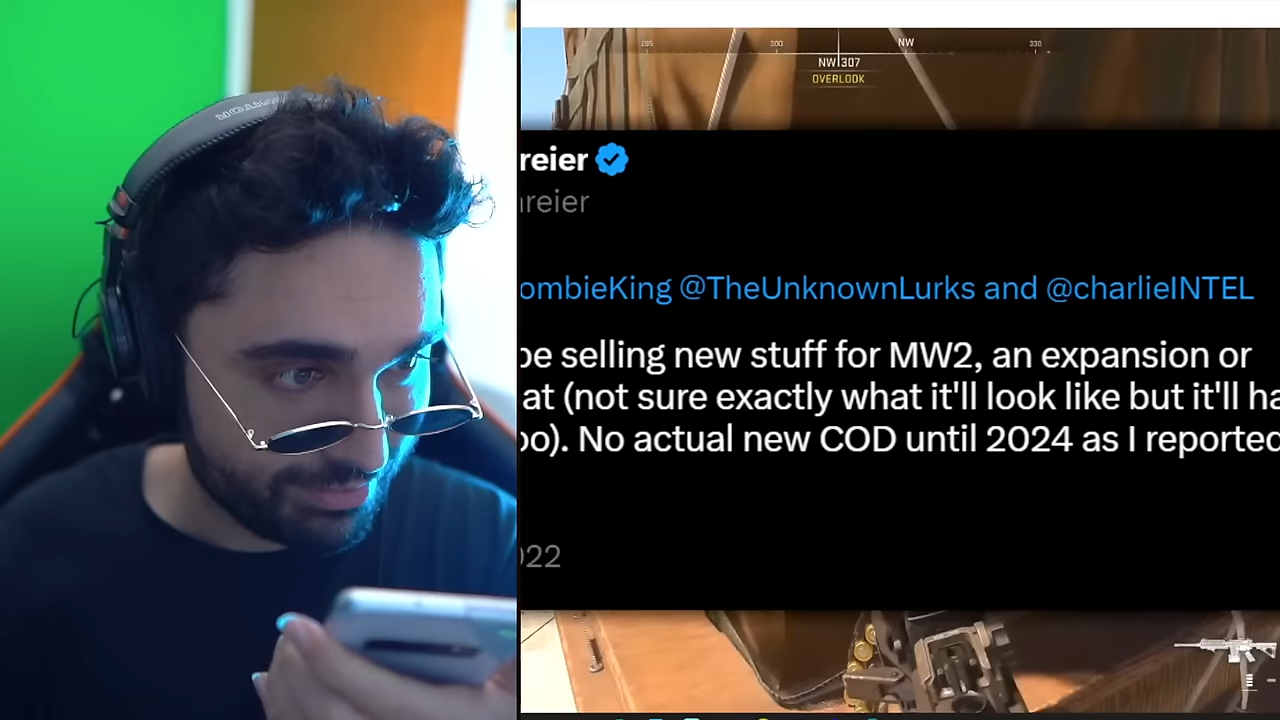 285 300 NW 330
NW 307
OVERLOOK
reier
reier
ombieKing @TheUnknownLurks and @charlieINTEL
be selling new stuff for MW2, an expansion or
at (not sure exactly what it'll look like but it'll ha
oo). No actual new COD until 2024 as I reported
022